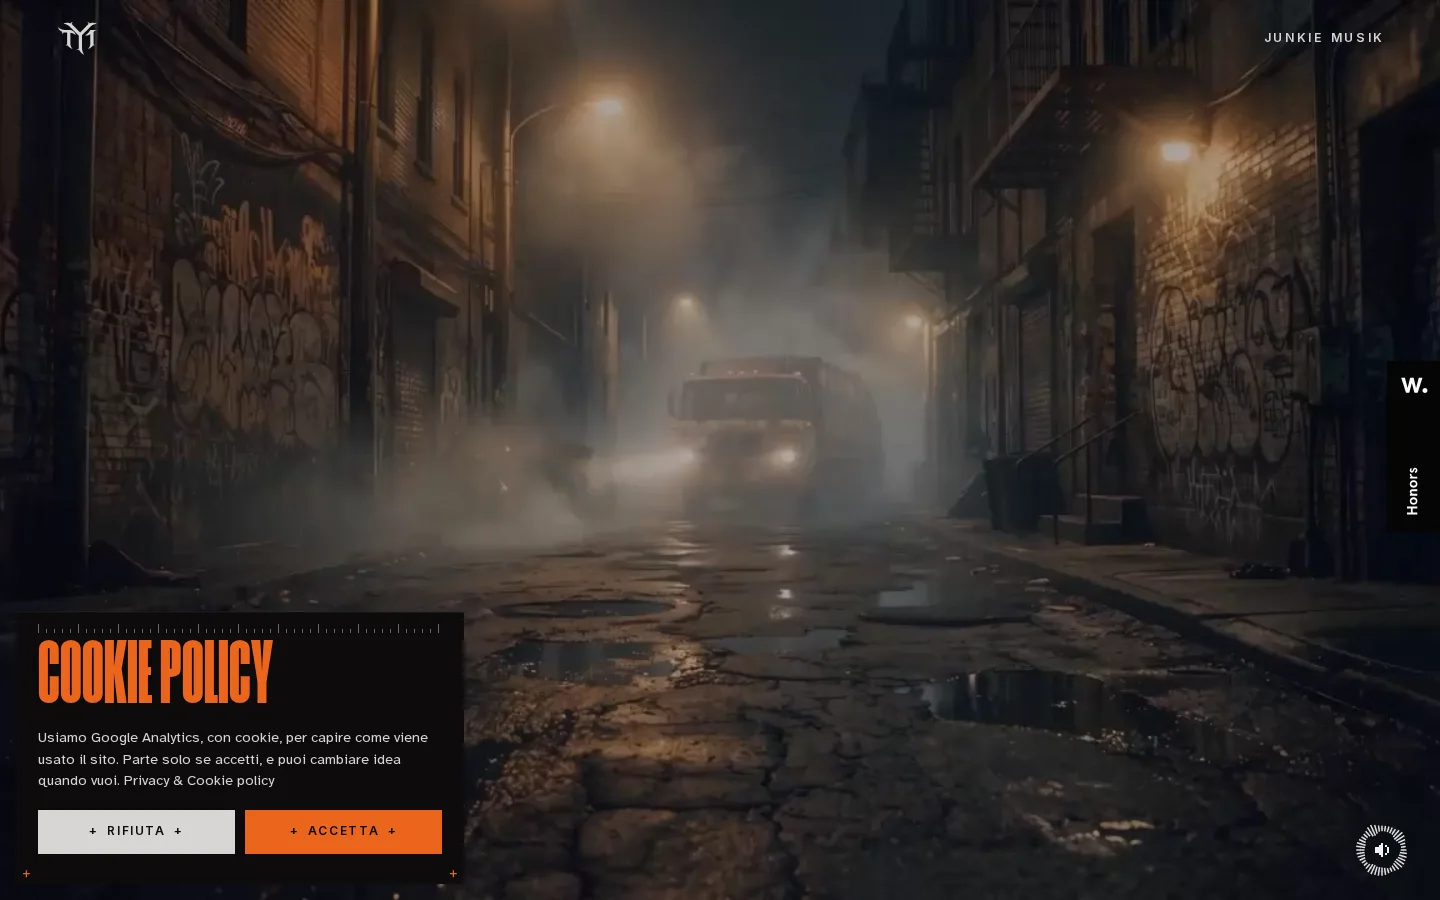 JUNKIE MUSIK
W.
Honors
COOKIE POLICY
Usiamo Google Analytics, con cookie, per capire come viene
usato il sito. Parte solo se accetti, e puoi cambiare idea
quando vuoi. Privacy & Cookie policy
+ RIFIUTA +
+ ACCETTA +
+ +